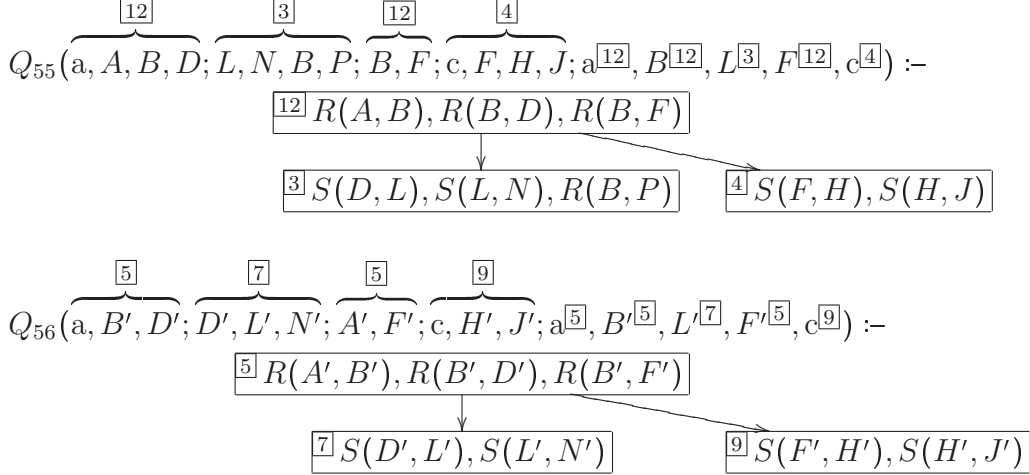 12 3 12 4
Q55(a, A, B, D; L, N, B, P; B, F; c, F, H, J; a12, B12, L3, F12, c4) :–
12 R(A, B), R(B, D), R(B, F)
3 S(D, L), S(L, N), R(B, P) 4 S(F, H), S(H, J)
5 7 5 9
Q56(a, B′, D′; D′, L′, N′; A′, F′; c, H′, J′; a5, B′5, L′7, F′5, c9) :–
5 R(A′, B′), R(B′, D′), R(B′, F′)
7 S(D′, L′), S(L′, N′) 9 S(F′, H′), S(H′, J′)